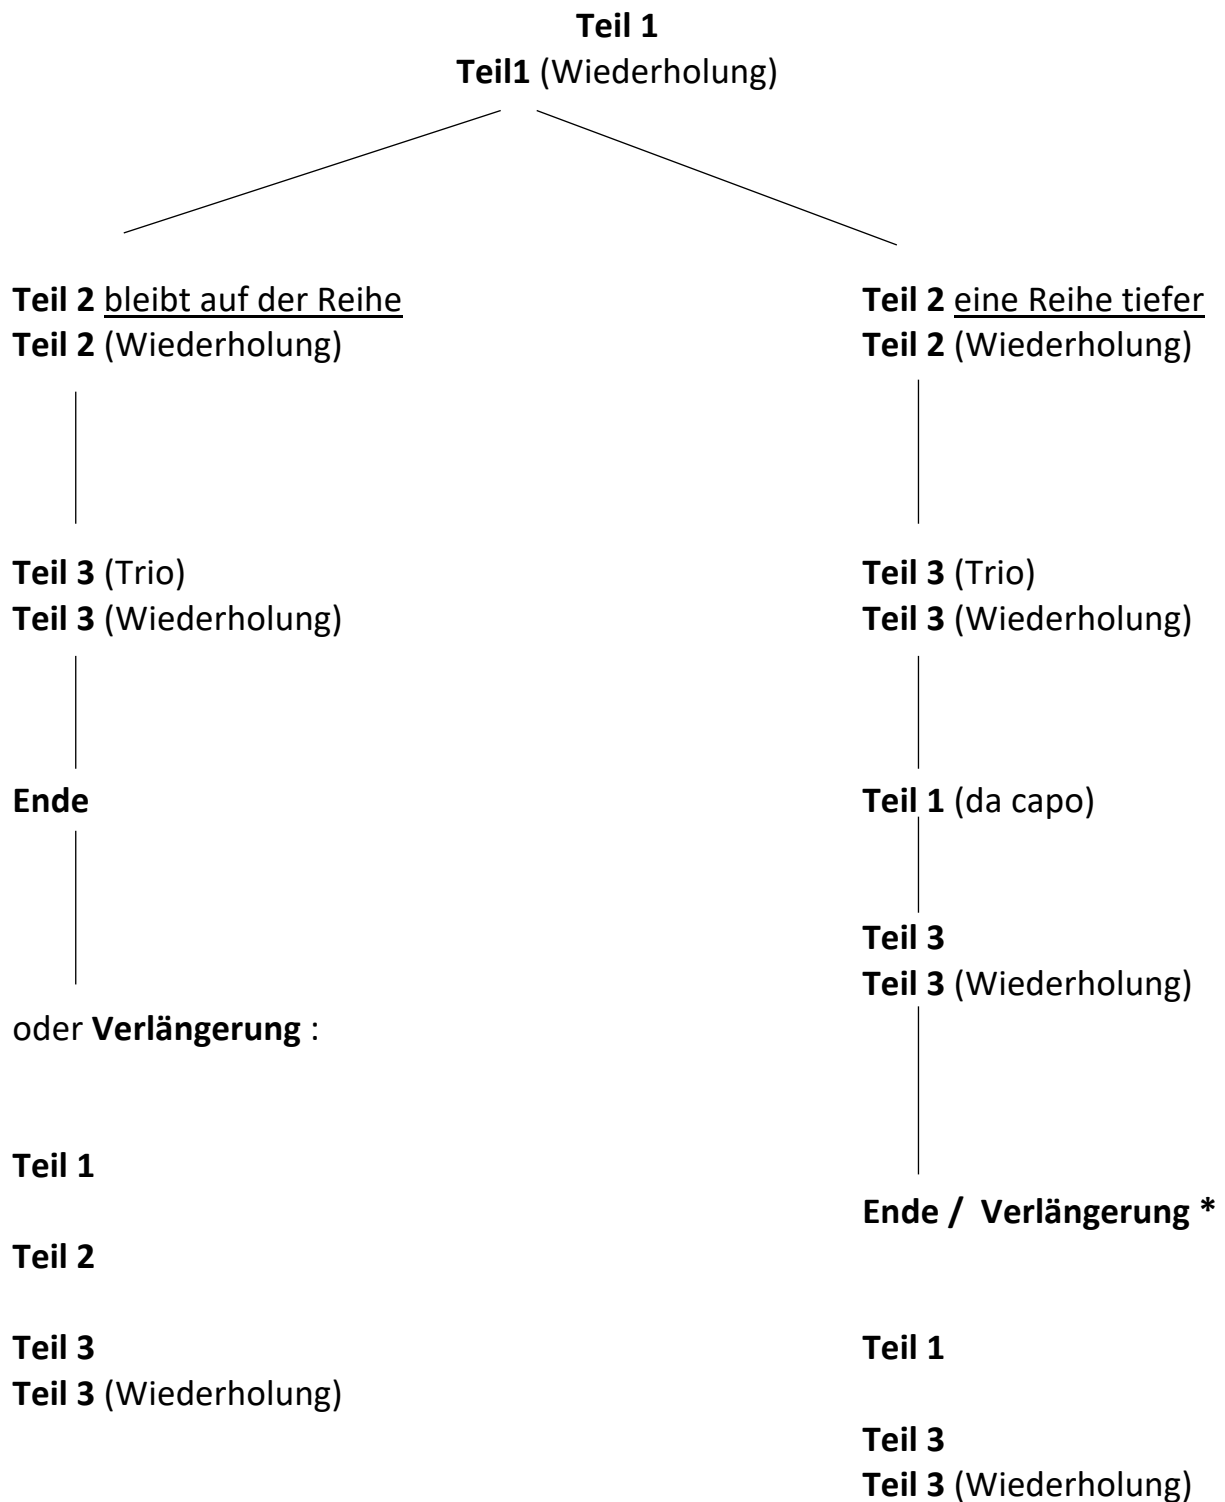 Teil 1
Teil1 (Wiederholung)
Teil 2 bleibt auf der Reihe
Teil 2 (Wiederholung)
Teil 3 (Trio)
Teil 3 (Wiederholung)
Ende
oder Verlängerung :
Teil 1
Teil 2
Teil 3
Teil 3 (Wiederholung)
Teil 2 eine Reihe tiefer
Teil 2 (Wiederholung)
Teil 3 (Trio)
Teil 3 (Wiederholung)
Teil 1 (da capo)
Teil 3
Teil 3 (Wiederholung)
Ende / Verlängerung *
Teil 1
Teil 3
Teil 3 (Wiederholung)